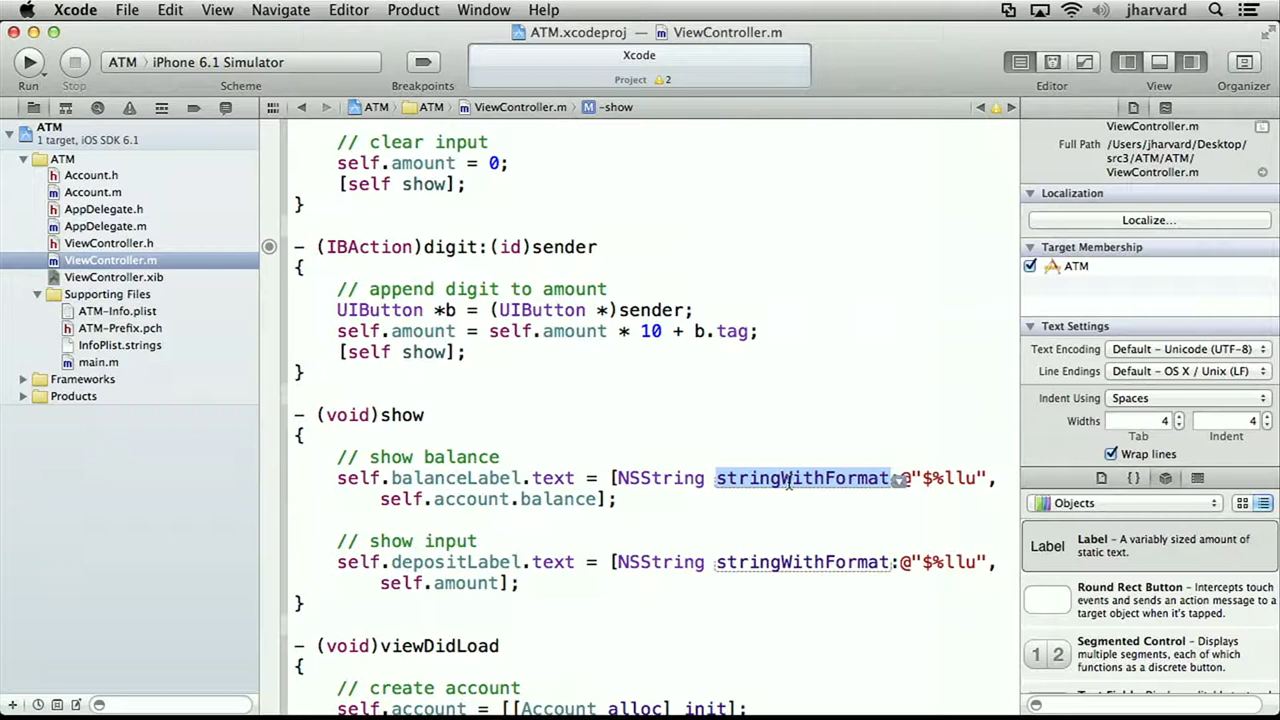 Xcode File Edit View Navigate Editor Product Window Help jharvard
ATM.xcodeproj — ViewController.m
Run Stop
ATM iPhone 6.1 Simulator
Scheme
Breakpoints
Xcode
Project 2
Editor View Organizer
ATM ATM ViewController.m M -show
ATM
1 target, iOS SDK 6.1
ATM
h Account.h
m Account.m
h AppDelegate.h
m AppDelegate.m
h ViewController.h
m ViewController.m
ViewController.xib
Supporting Files
ATM-Info.plist
h ATM-Prefix.pch
InfoPlist.strings
m main.m
Frameworks
Products
// clear input
self.amount = 0;
[self show];
}
- (IBAction)digit:(id)sender
{
// append digit to amount
UIButton *b = (UIButton *)sender;
self.amount = self.amount * 10 + b.tag;
[self show];
}
- (void)show
{
// show balance
self.balanceLabel.text = [NSString stringWithFormat:@"$%llu",
self.account.balance];
// show input
self.depositLabel.text = [NSString stringWithFormat:@"$%llu",
self.amount];
}
- (void)viewDidLoad
{
// create account
self.account = [[Account alloc] init];
ViewController.m
Full Path /Users/jharvard/Desktop/
src3/ATM/ATM/
ViewController.m
Localization
Localize...
Target Membership
ATM
Text Settings
Text Encoding Default - Unicode (UTF-8)
Line Endings Default - OS X / Unix (LF)
Indent Using Spaces
Widths 4 4
Tab Indent
Wrap lines
{}
Objects
Label
Label - A variably sized amount of
static text.
Round Rect Button - Intercepts touch
events and sends an action message to a
target object when it's tapped.
1 2
Segmented Control - Displays
multiple segments, each of which
functions as a discrete button.